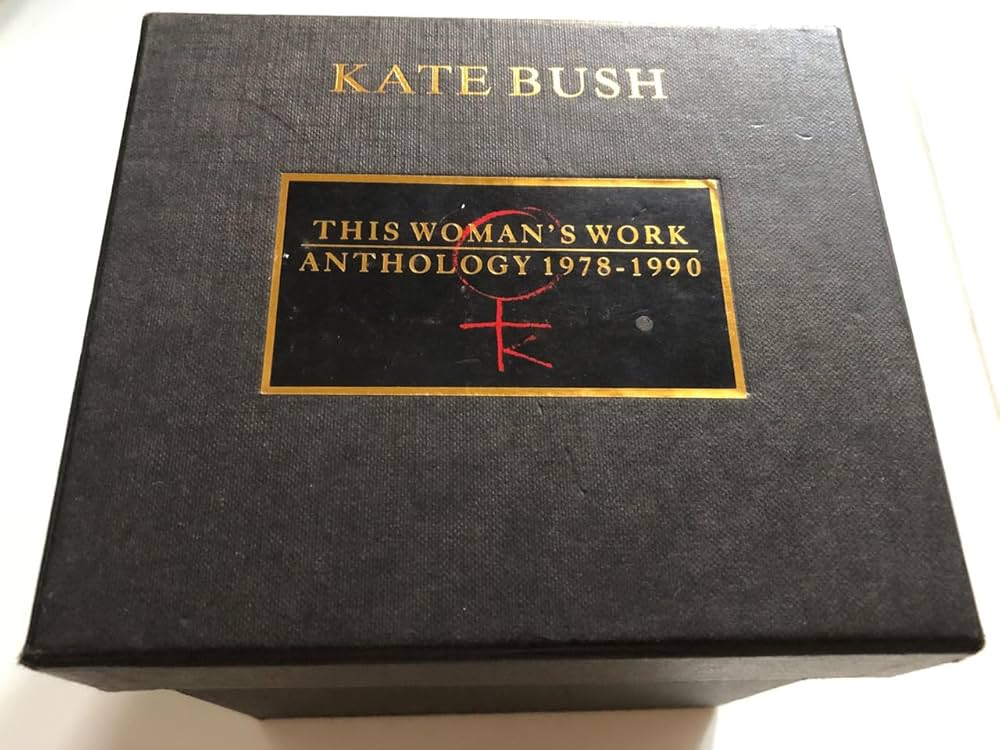 KATE BUSH
THIS WOMAN'S WORK
ANTHOLOGY 1978-1990
K